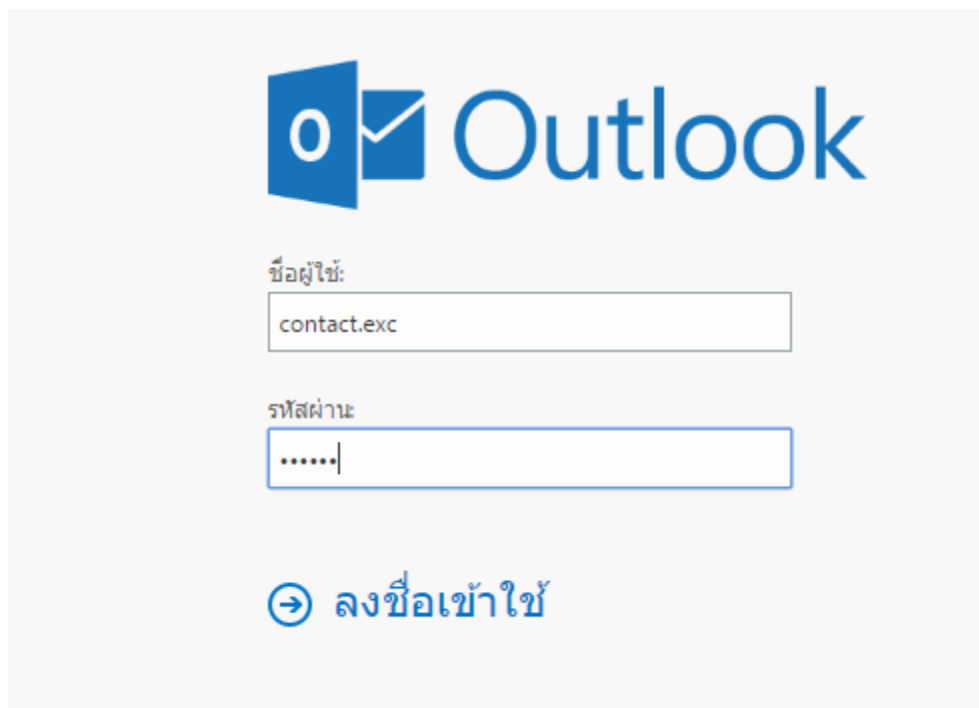 Outlook
ชื่อผู้ใช้:
contact.exc
รหัสผ่าน:
••••••
ลงชื่อเข้าใช้